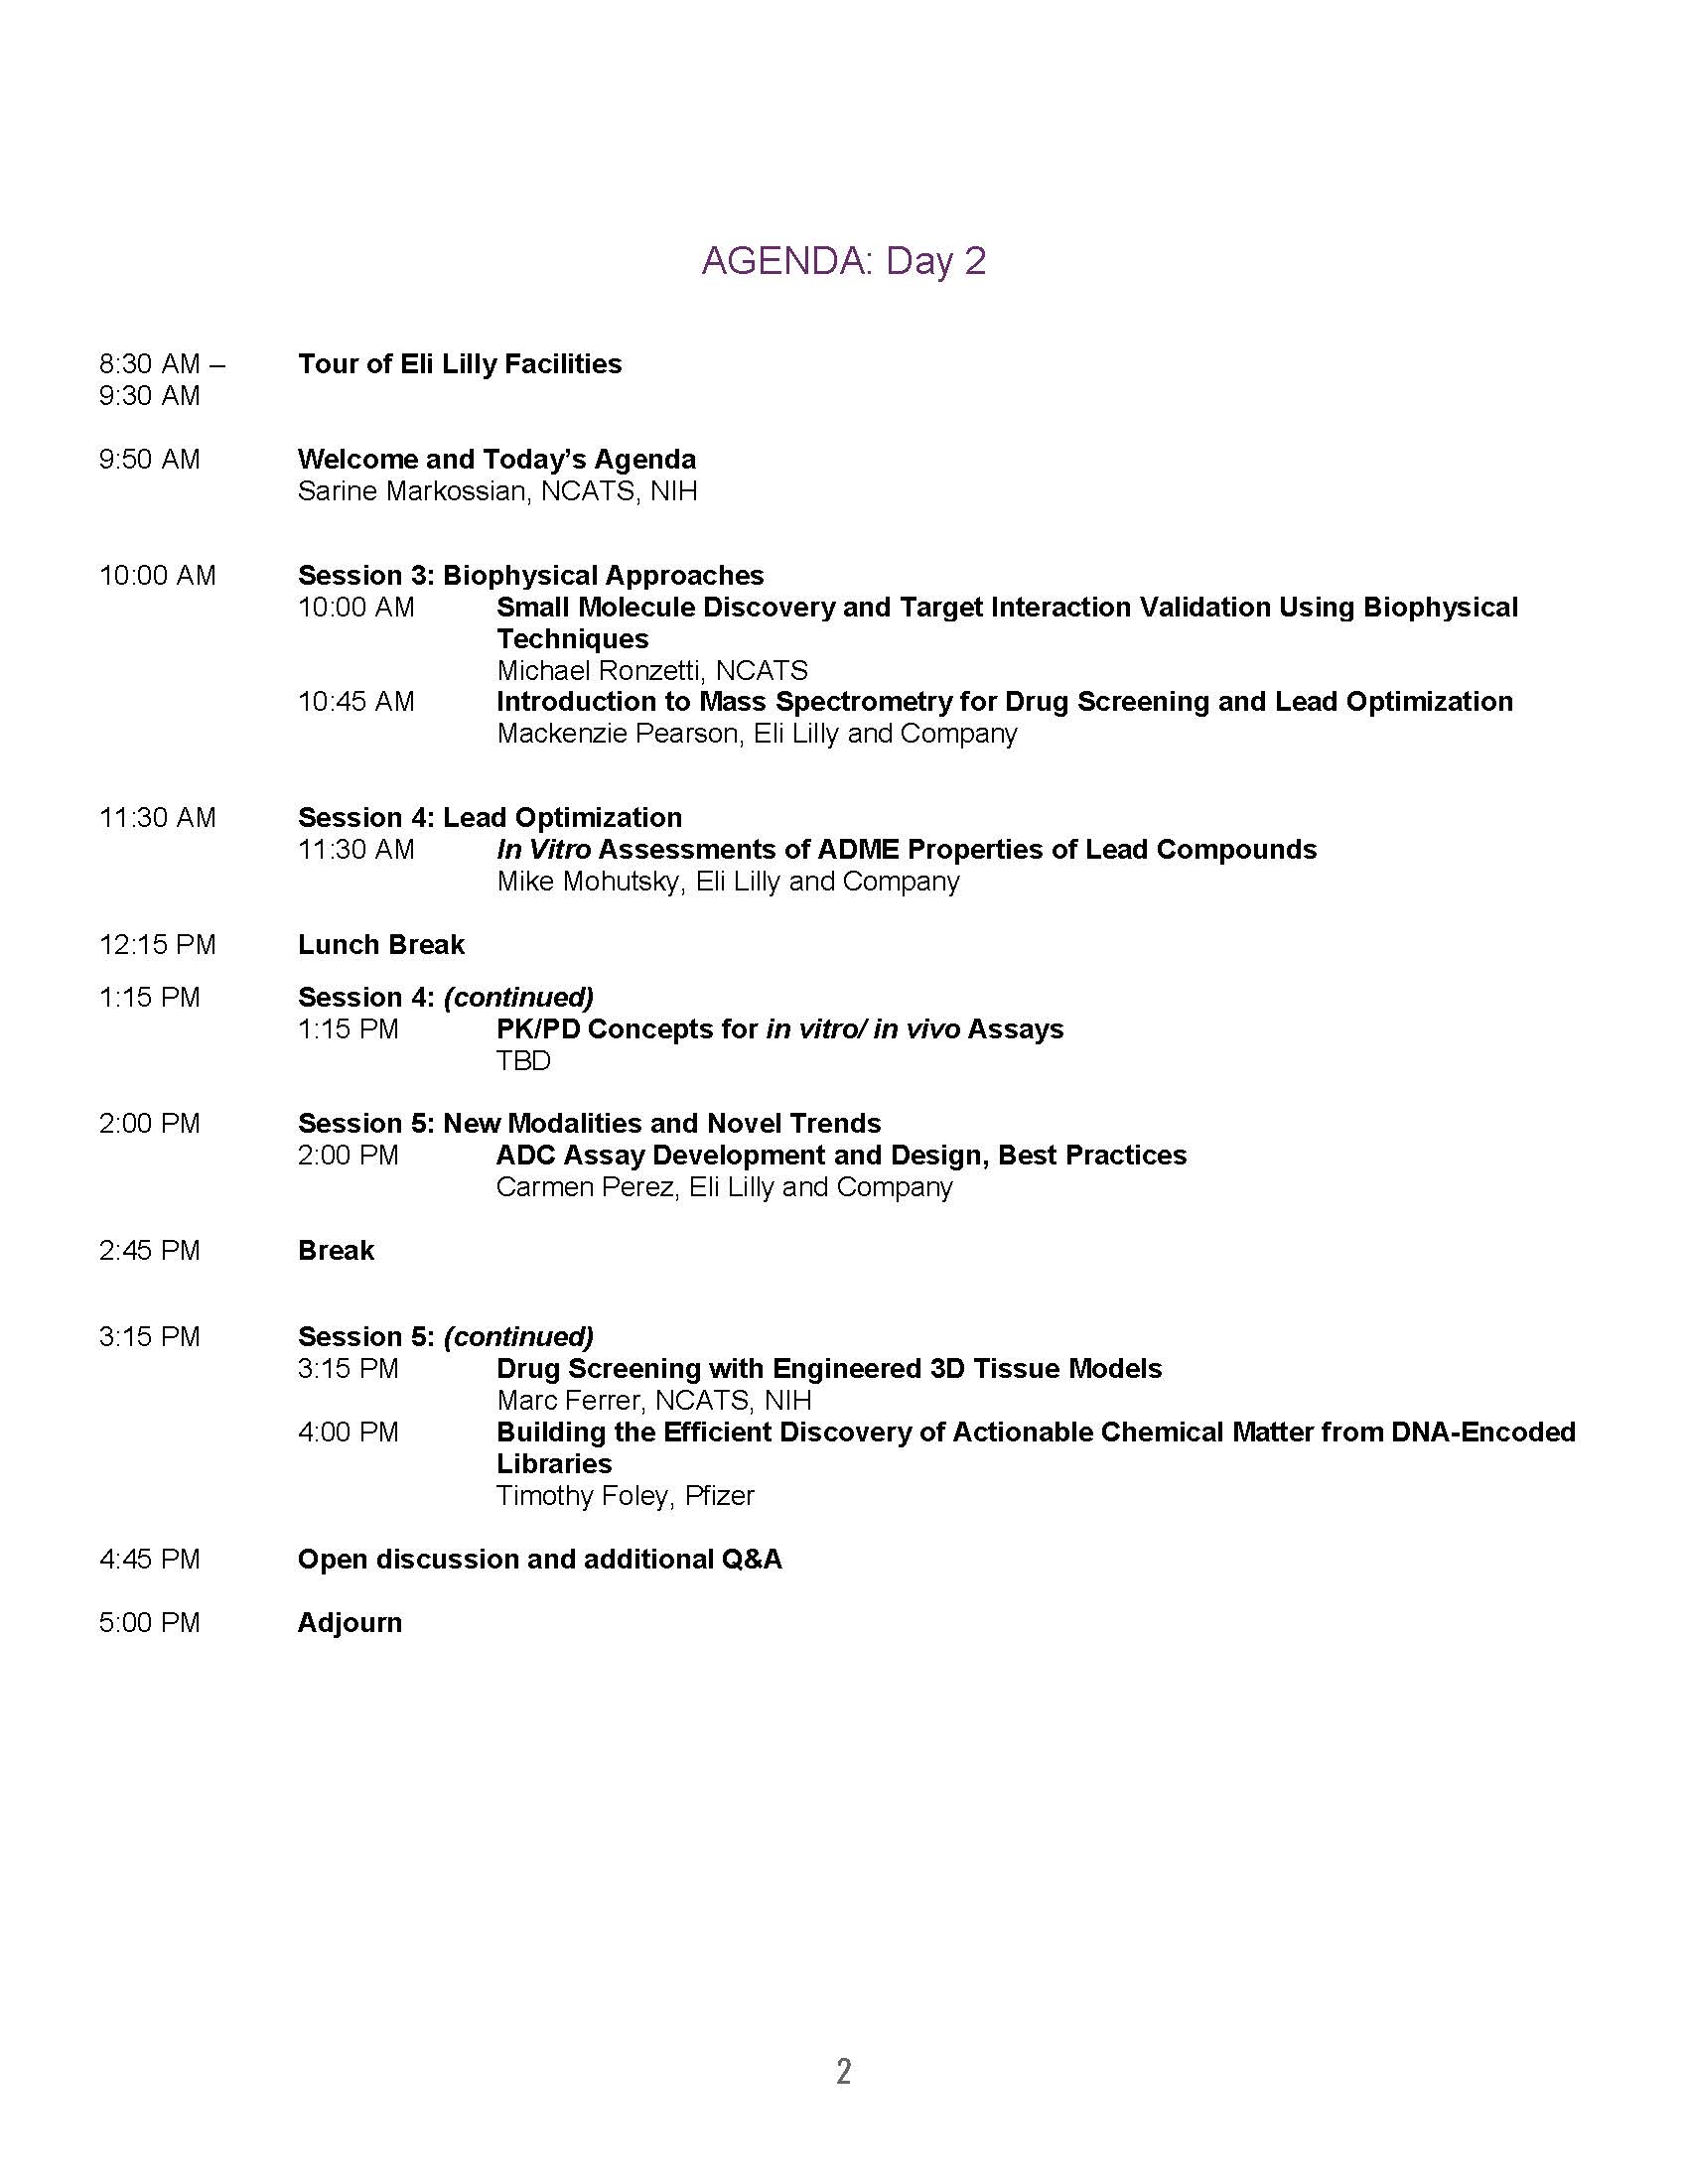 AGENDA: Day 2
8:30 AM – Tour of Eli Lilly Facilities
9:30 AM
9:50 AM Welcome and Today’s Agenda
Sarine Markossian, NCATS, NIH
10:00 AM Session 3: Biophysical Approaches
10:00 AM Small Molecule Discovery and Target Interaction Validation Using Biophysical
Techniques
Michael Ronzetti, NCATS
10:45 AM Introduction to Mass Spectrometry for Drug Screening and Lead Optimization
Mackenzie Pearson, Eli Lilly and Company
11:30 AM Session 4: Lead Optimization
11:30 AM In Vitro Assessments of ADME Properties of Lead Compounds
Mike Mohutsky, Eli Lilly and Company
12:15 PM Lunch Break
1:15 PM Session 4: (continued)
1:15 PM PK/PD Concepts for in vitro/ in vivo Assays
TBD
2:00 PM Session 5: New Modalities and Novel Trends
2:00 PM ADC Assay Development and Design, Best Practices
Carmen Perez, Eli Lilly and Company
2:45 PM Break
3:15 PM Session 5: (continued)
3:15 PM Drug Screening with Engineered 3D Tissue Models
Marc Ferrer, NCATS, NIH
4:00 PM Building the Efficient Discovery of Actionable Chemical Matter from DNA-Encoded
Libraries
Timothy Foley, Pfizer
4:45 PM Open discussion and additional Q&A
5:00 PM Adjourn
2